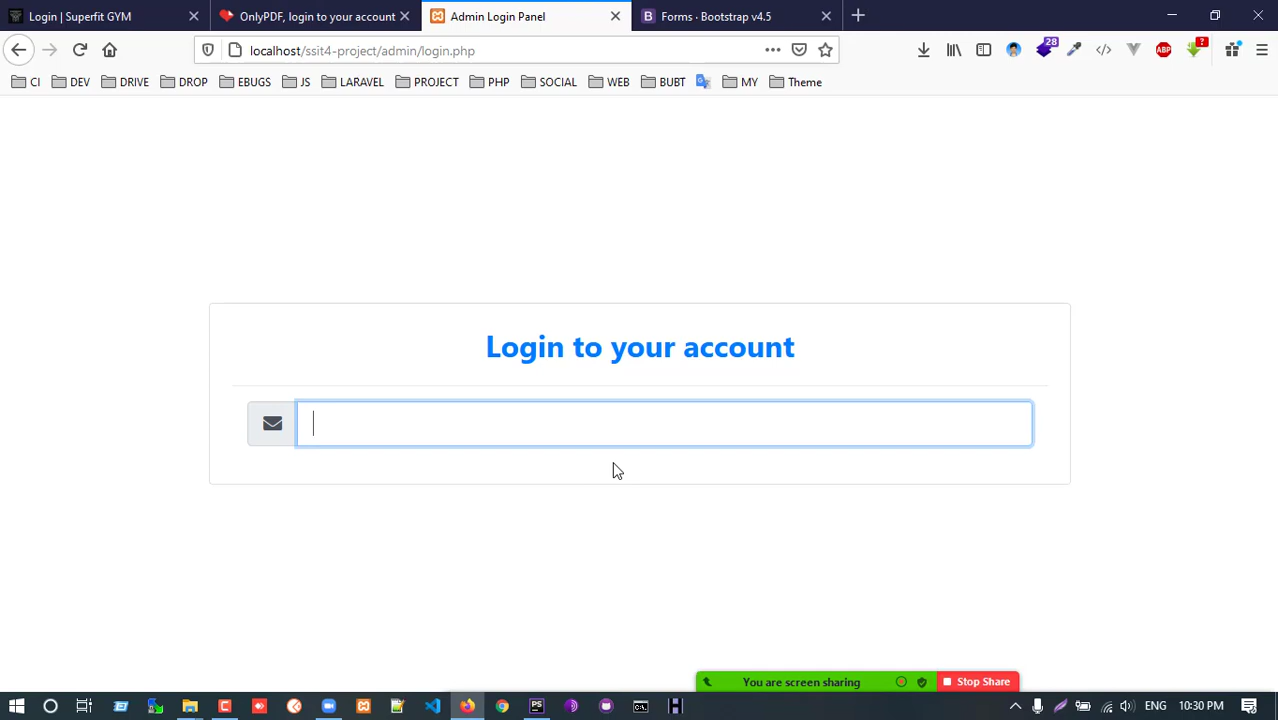 Login | Superfit GYM
OnlyPDF, login to your account
Admin Login Panel
Forms · Bootstrap v4.5
localhost/ssit4-project/admin/login.php
28
ABP
?
CI
DEV
DRIVE
DROP
EBUGS
JS
LARAVEL
PROJECT
PHP
SOCIAL
WEB
BUBT
MY
Theme
Login to your account
You are screen sharing
Stop Share
ENG
10:30 PM